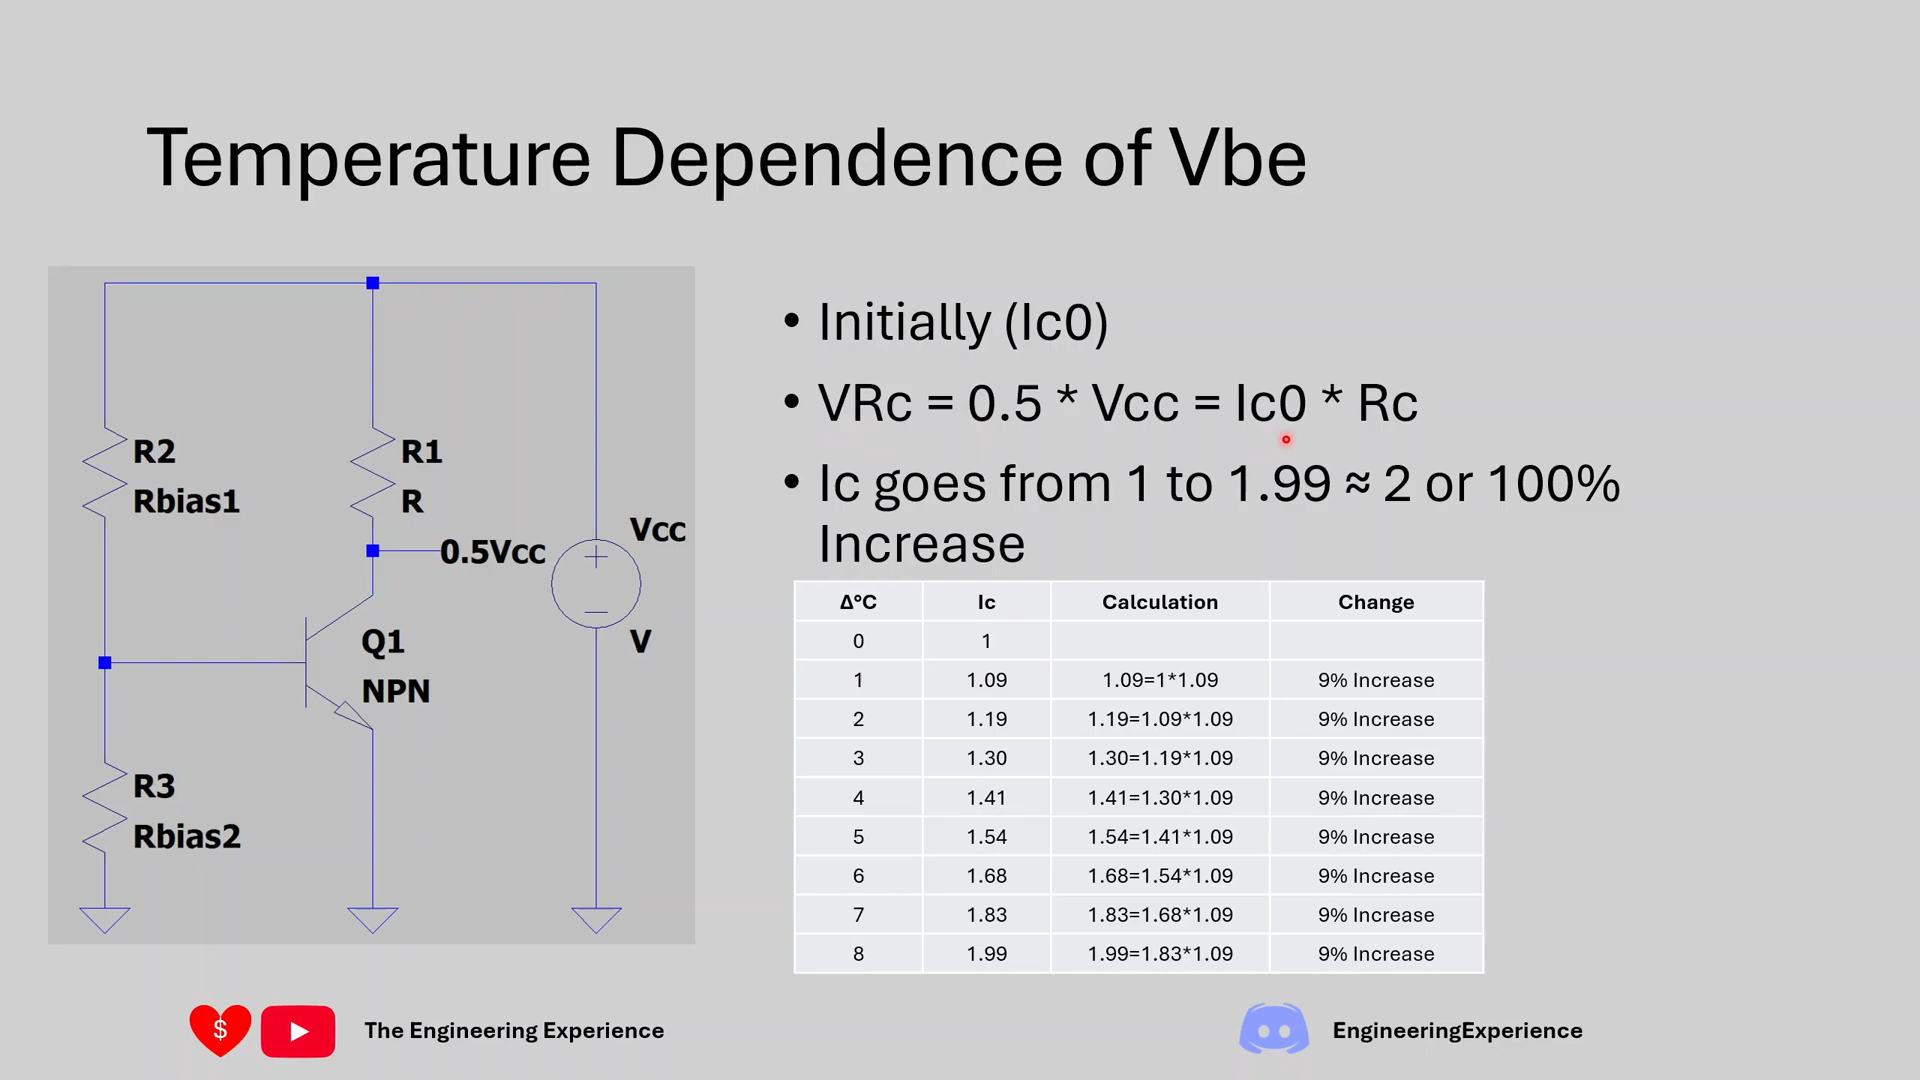 Temperature Dependence of Vbe
R2
Rbias1
R1
R
0.5Vcc
Vcc
V
Q1
NPN
R3
Rbias2
• Initially (Ic0)
• VRc = 0.5 * Vcc = Ic0 * Rc
• Ic goes from 1 to 1.99 ≈ 2 or 100%
Increase
Δ°C Ic Calculation Change
0 1
1 1.09 1.09=1*1.09 9% Increase
2 1.19 1.19=1.09*1.09 9% Increase
3 1.30 1.30=1.19*1.09 9% Increase
4 1.41 1.41=1.30*1.09 9% Increase
5 1.54 1.54=1.41*1.09 9% Increase
6 1.68 1.68=1.54*1.09 9% Increase
7 1.83 1.83=1.68*1.09 9% Increase
8 1.99 1.99=1.83*1.09 9% Increase
$
The Engineering Experience
EngineeringExperience